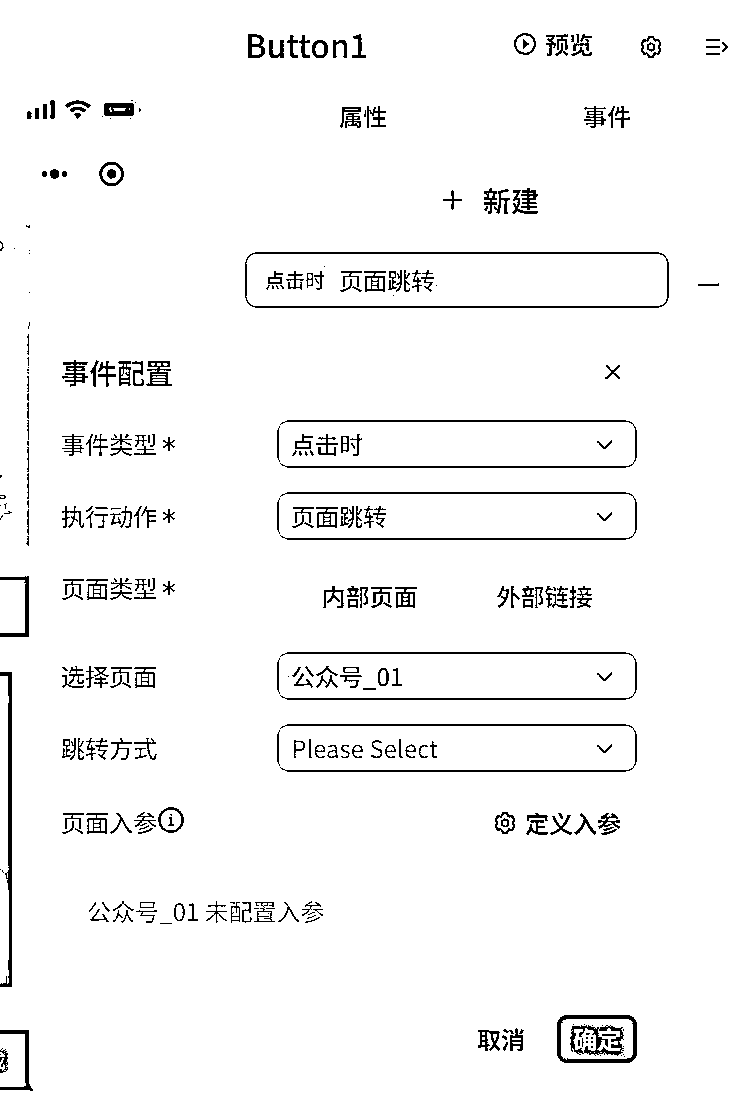 Button1 预览
属性 事件
+ 新建
点击时 页面跳转
事件配置
事件类型* 点击时
执行动作* 页面跳转
页面类型* 内部页面 外部链接
选择页面 公众号_01
跳转方式 Please Select
页面入参 定义入参
公众号_01 未配置入参
取消 确定